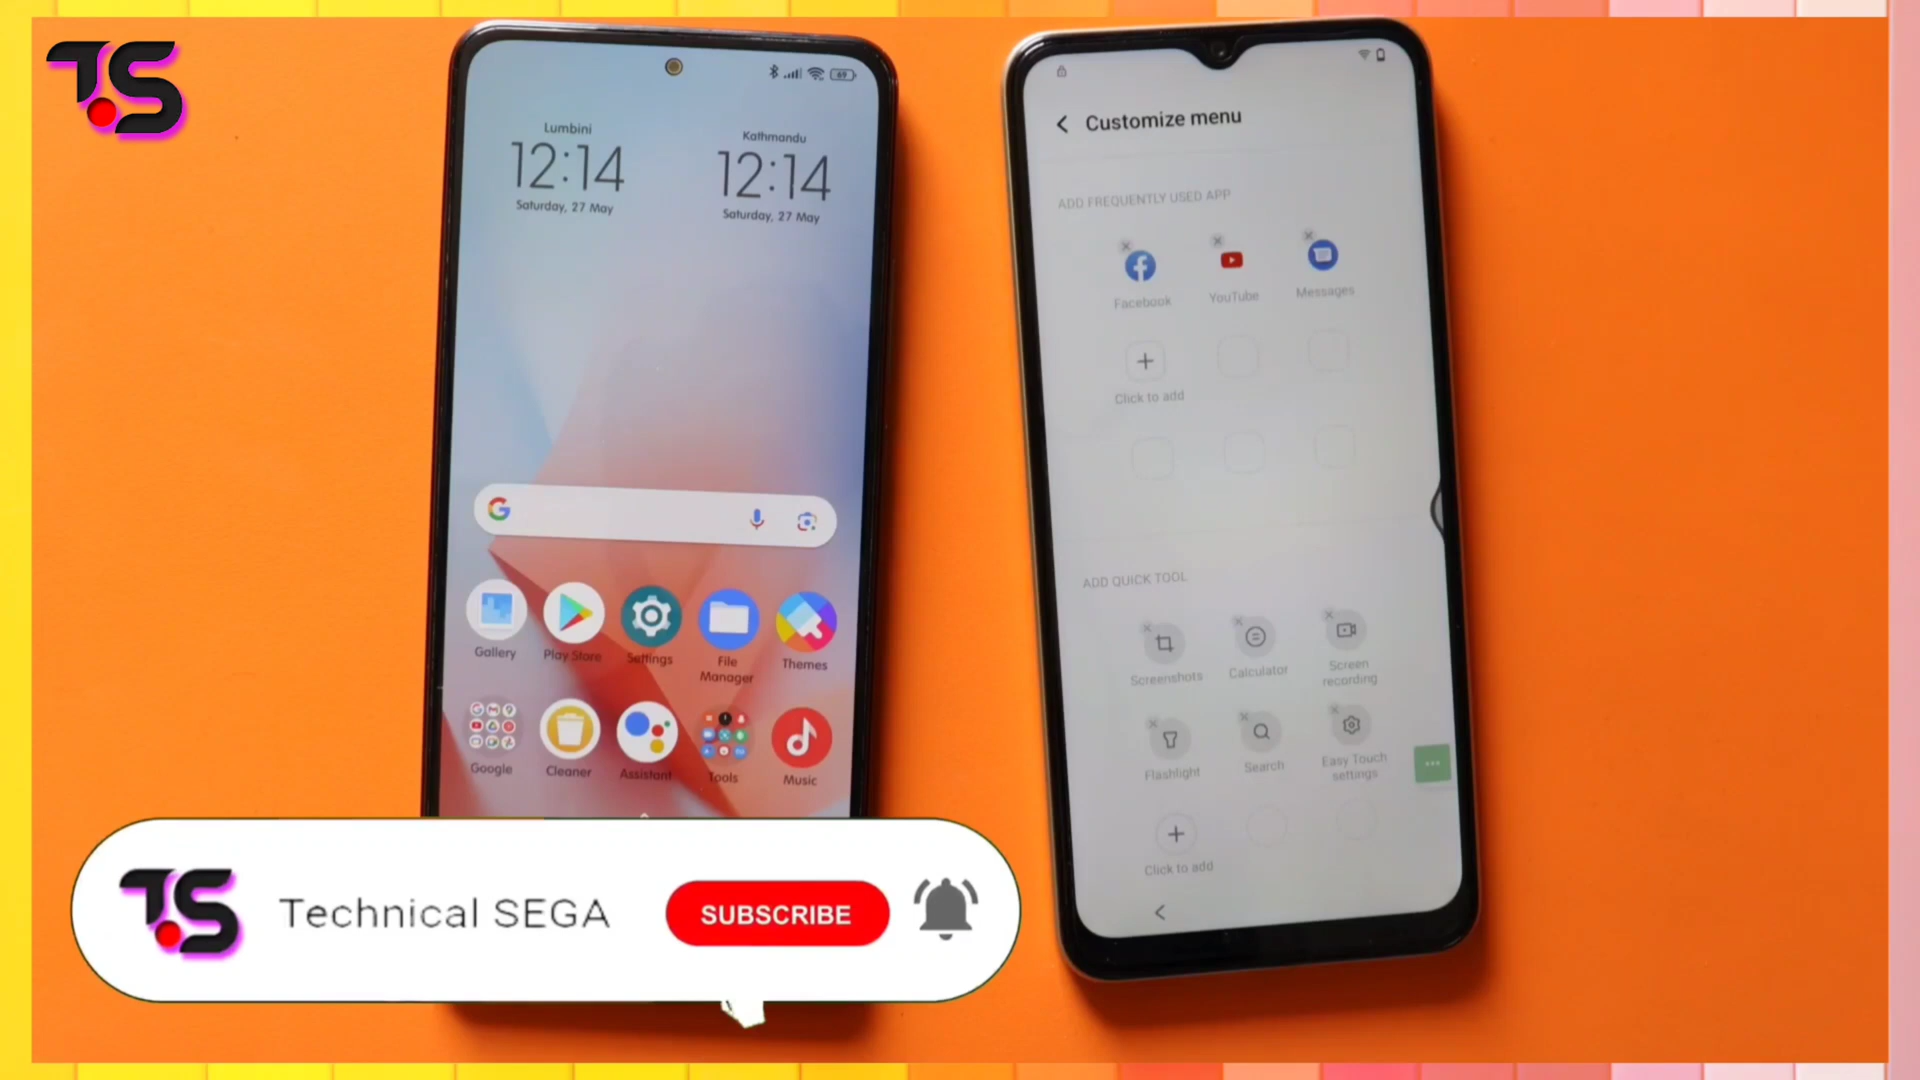 TS
69
Lumbini
12:14
Saturday, 27 May
Kathmandu
12:14
Saturday, 27 May
G
Gallery
Play Store
Settings
File
Manager
Themes
Google
Cleaner
Assistant
Tools
Music
Customize menu
ADD FREQUENTLY USED APP
Facebook
YouTube
Messages
Click to add
ADD QUICK TOOL
Screenshots
Calculator
Screen
recording
Flashlight
Search
Easy Touch
settings
Click to add
TS
Technical SEGA
SUBSCRIBE